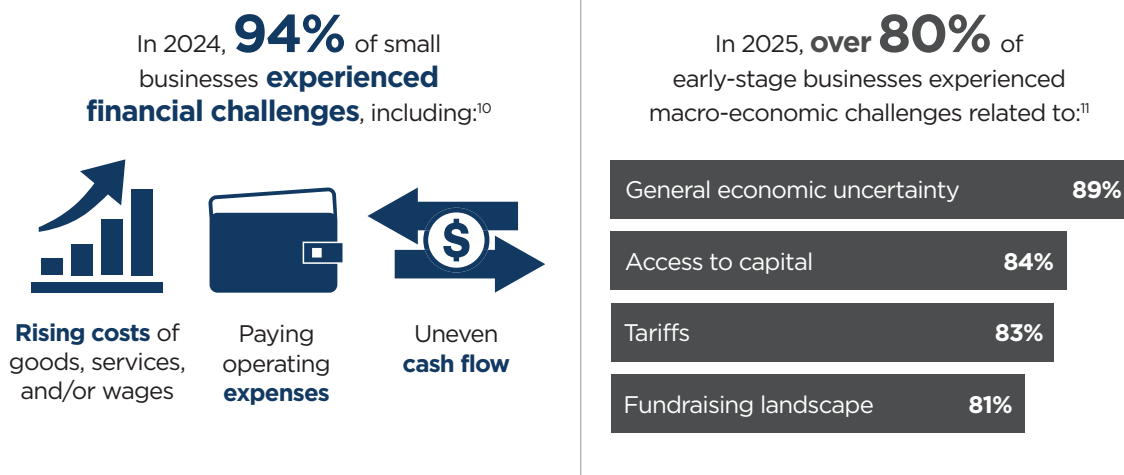 In 2024, 94% of small
businesses experienced
financial challenges, including:10
$
Rising costs of
goods, services,
and/or wages
Paying
operating
expenses
Uneven
cash flow
In 2025, over 80% of
early-stage businesses experienced
macro-economic challenges related to:11
General economic uncertainty 89%
Access to capital 84%
Tariffs 83%
Fundraising landscape 81%